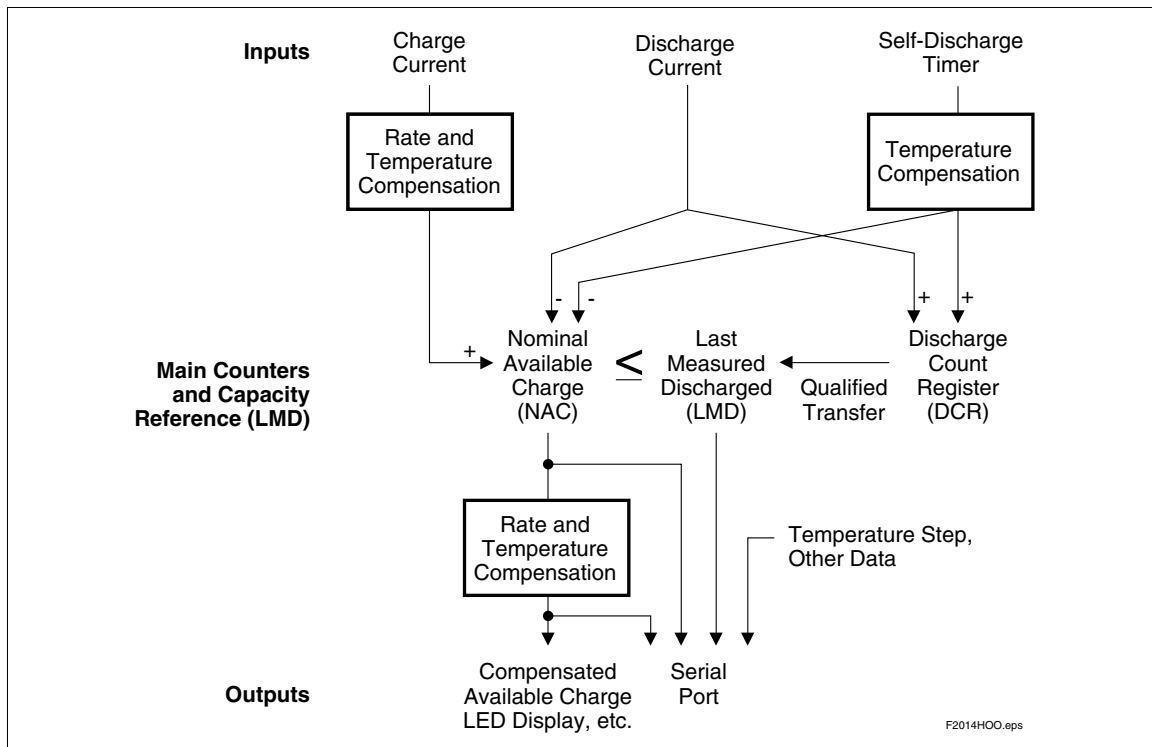 Inputs
Charge
Current
Discharge
Current
Self-Discharge
Timer
Rate and
Temperature
Compensation
Temperature
Compensation
- -
+ +
+
Main Counters
and Capacity
Reference (LMD)
Nominal
Available
Charge
(NAC)
≤
Last
Measured
Discharged
(LMD)
Qualified
Transfer
Discharge
Count
Register
(DCR)
Rate and
Temperature
Compensation
Temperature Step,
Other Data
Outputs
Compensated
Available Charge
LED Display, etc.
Serial
Port
F2014HOO.eps